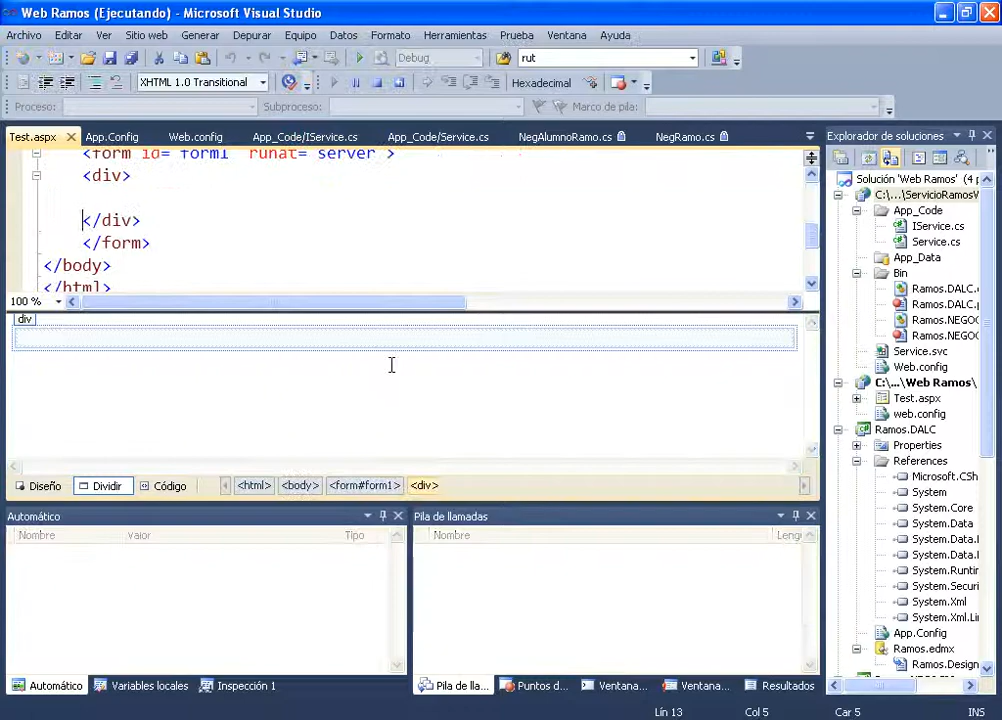 Web Ramos (Ejecutando) - Microsoft Visual Studio
Archivo Editar Ver Sitio web Generar Depurar Equipo Datos Formato Herramientas Prueba Ventana Ayuda
Debug rut
XHTML 1.0 Transitional Hexadecimal
Proceso: Subproceso: Marco de pila:
Test.aspx App.Config Web.config App_Code/IService.cs App_Code/Service.cs NegAlumnoRamo.cs NegRamo.cs
Explorador de soluciones
<form id= form1 runat= server >
<div>
</div>
</form>
</body>
</html>
100 %
div
Diseño Dividir Código <html> <body> <form#form1> <div>
Solución 'Web Ramos' (4 p
C:\...\ServicioRamosW
App_Code
IService.cs
Service.cs
App_Data
Bin
Ramos.DALC.
Ramos.DALC.p
Ramos.NEGOC
Ramos.NEGOC
Service.svc
Web.config
C:\...\Web Ramos\
Test.aspx
web.config
Ramos.DALC
Properties
References
Microsoft.CSh
System
System.Core
System.Data
System.Data.
System.Data.
System.Runtin
System.Securi
System.Xml
System.Xml.Li
App.Config
Ramos.edmx
Ramos.Design
Automático
Nombre Valor Tipo
Pila de llamadas
Nombre Leng
Automático Variables locales Inspección 1
Pila de lla... Puntos d... Ventana... Ventana... Resultados
Lín 13 Col 5 Car 5 INS